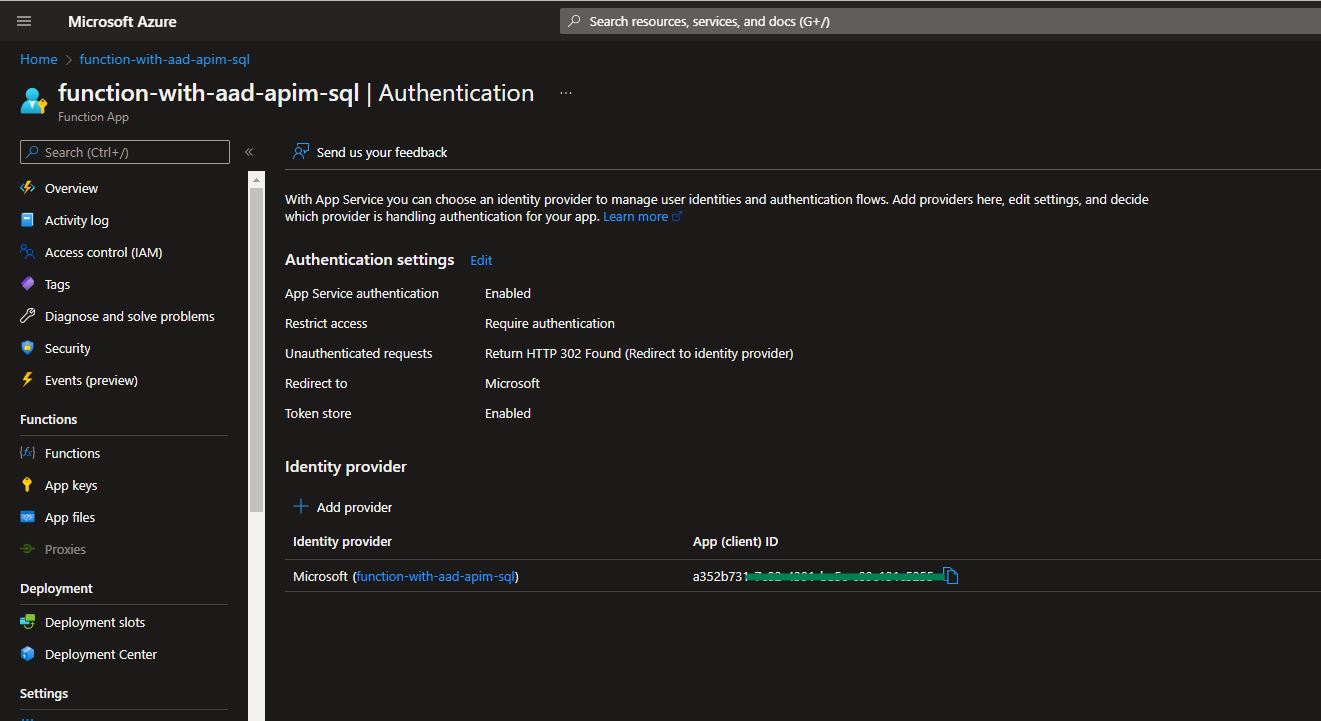 Microsoft Azure
Search resources, services, and docs (G+/)
Home > function-with-aad-apim-sql
function-with-aad-apim-sql | Authentication ...
Function App
Search (Ctrl+/)
«
Overview
Activity log
Access control (IAM)
Tags
Diagnose and solve problems
Security
Events (preview)
Functions
Functions
App keys
App files
Proxies
Deployment
Deployment slots
Deployment Center
Settings
Send us your feedback
With App Service you can choose an identity provider to manage user identities and authentication flows. Add providers here, edit settings, and decide
which provider is handling authentication for your app. Learn more
Authentication settings Edit
App Service authentication Enabled
Restrict access Require authentication
Unauthenticated requests Return HTTP 302 Found (Redirect to identity provider)
Redirect to Microsoft
Token store Enabled
Identity provider
Add provider
Identity provider App (client) ID
Microsoft (function-with-aad-apim-sql) a352b731